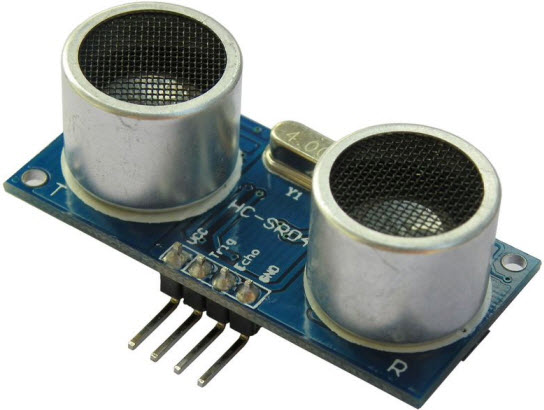 4.00
Y1
T
HC-SR04
Vcc
Trig
Echo
GND
R